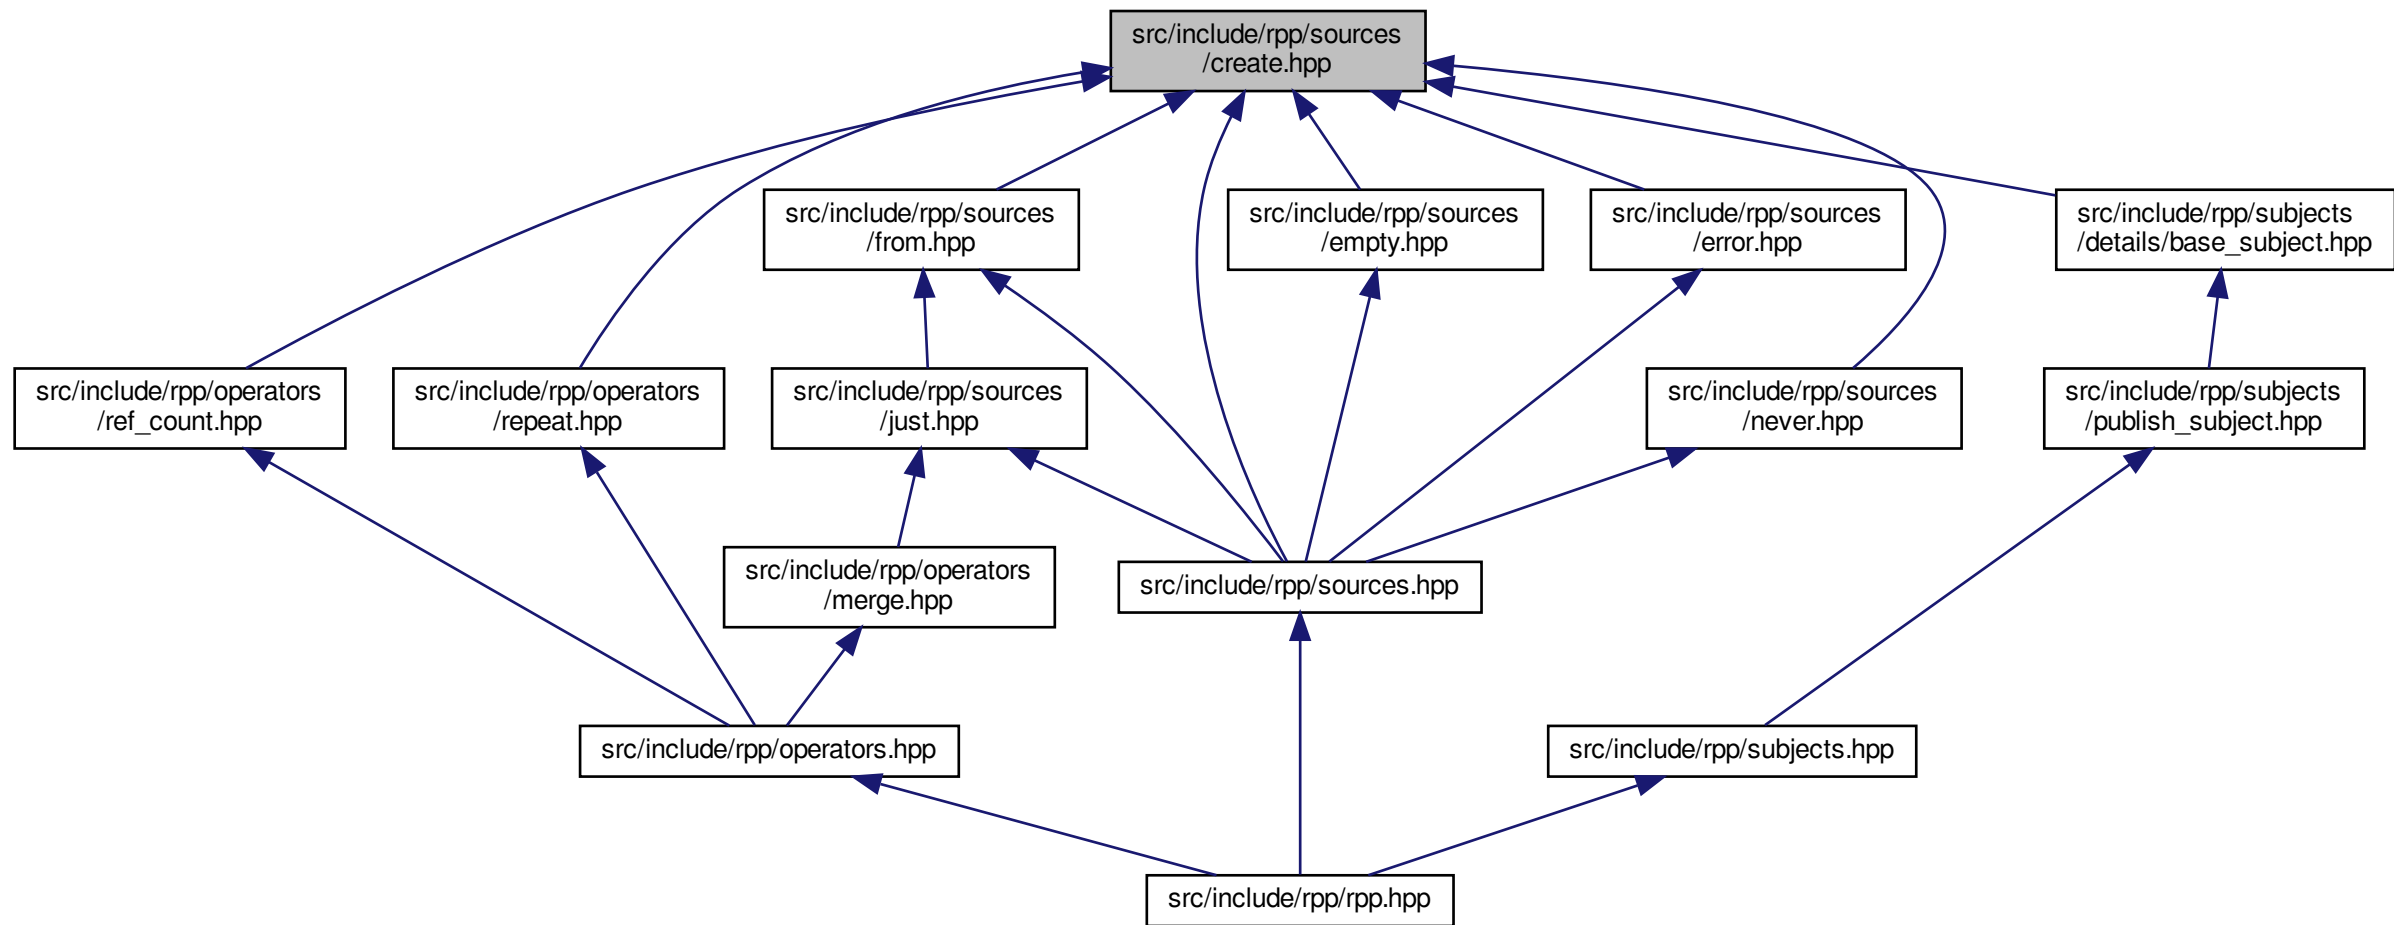 src/include/rpp/sources
/create.hpp
src/include/rpp/sources
/from.hpp
src/include/rpp/sources
/empty.hpp
src/include/rpp/sources
/error.hpp
src/include/rpp/subjects
/details/base_subject.hpp
src/include/rpp/operators
/ref_count.hpp
src/include/rpp/operators
/repeat.hpp
src/include/rpp/sources
/just.hpp
src/include/rpp/sources
/never.hpp
src/include/rpp/subjects
/publish_subject.hpp
src/include/rpp/operators
/merge.hpp
src/include/rpp/sources.hpp
src/include/rpp/operators.hpp
src/include/rpp/subjects.hpp
src/include/rpp/rpp.hpp